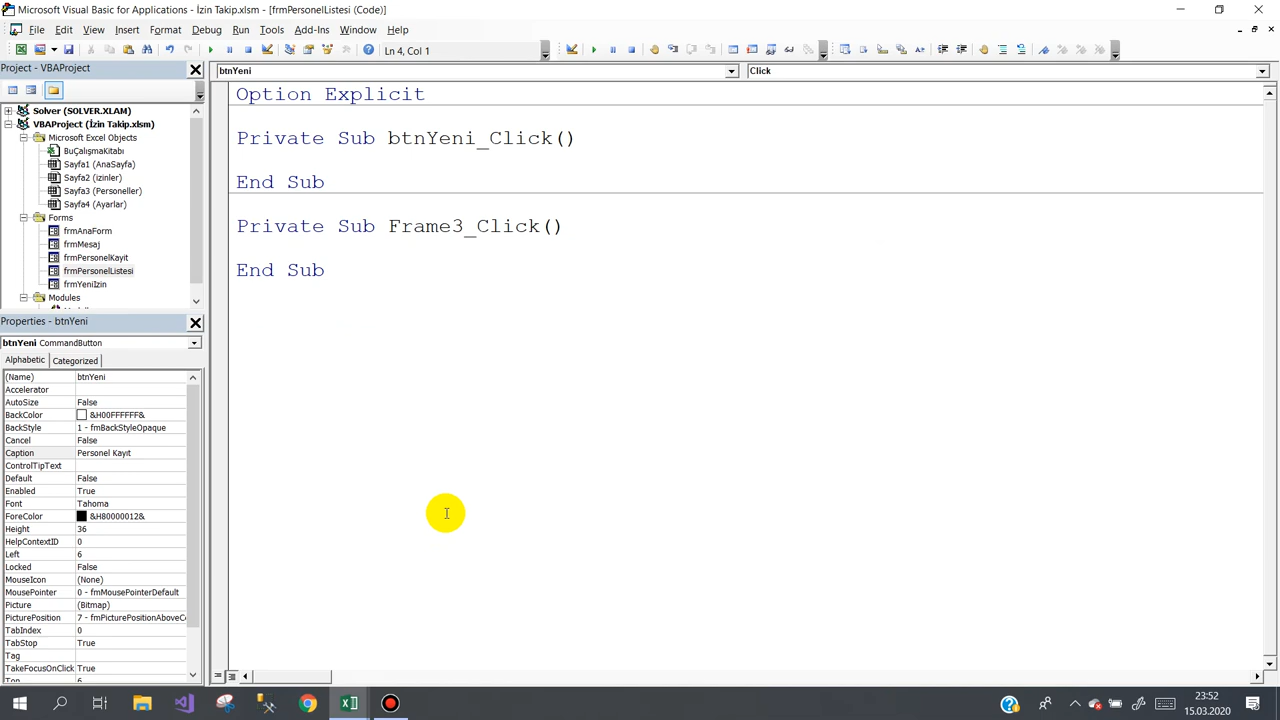 Microsoft Visual Basic for Applications - İzin Takip.xlsm - [frmPersonelListesi (Code)]
File Edit View Insert Format Debug Run Tools Add-Ins Window Help
Ln 4, Col 1
Project - VBAProject
Solver (SOLVER.XLAM)
VBAProject (İzin Takip.xlsm)
Microsoft Excel Objects
BuÇalışmaKitabı
Sayfa1 (AnaSayfa)
Sayfa2 (izinler)
Sayfa3 (Personeller)
Sayfa4 (Ayarlar)
Forms
frmAnaForm
frmMesaj
frmPersonelKayit
frmPersonelListesi
frmYeniIzin
Modules
Properties - btnYeni
btnYeni CommandButton
Alphabetic Categorized
(Name) btnYeni
Accelerator
AutoSize False
BackColor &H00FFFFFF&
BackStyle 1 - fmBackStyleOpaque
Cancel False
Caption Personel Kayıt
ControlTipText
Default False
Enabled True
Font Tahoma
ForeColor &H80000012&
Height 36
HelpContextID 0
Left 6
Locked False
MouseIcon (None)
MousePointer 0 - fmMousePointerDefault
Picture (Bitmap)
PicturePosition 7 - fmPicturePositionAboveCe
TabIndex 0
TabStop True
Tag
TakeFocusOnClick True
Top 6
btnYeni Click
Option Explicit
Private Sub btnYeni_Click()
End Sub
Private Sub Frame3_Click()
End Sub
23:52
15.03.2020